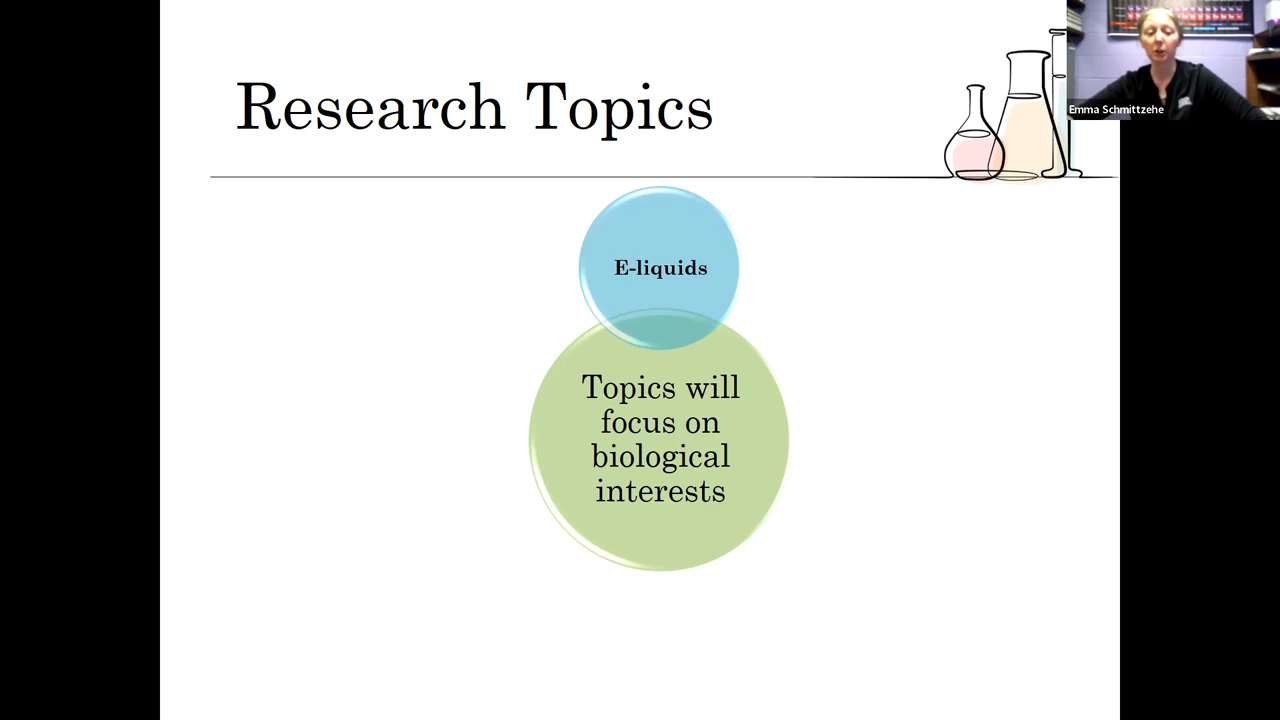 Research Topics
Emma Schmittzehe
E-liquids
Topics will
focus on
biological
interests